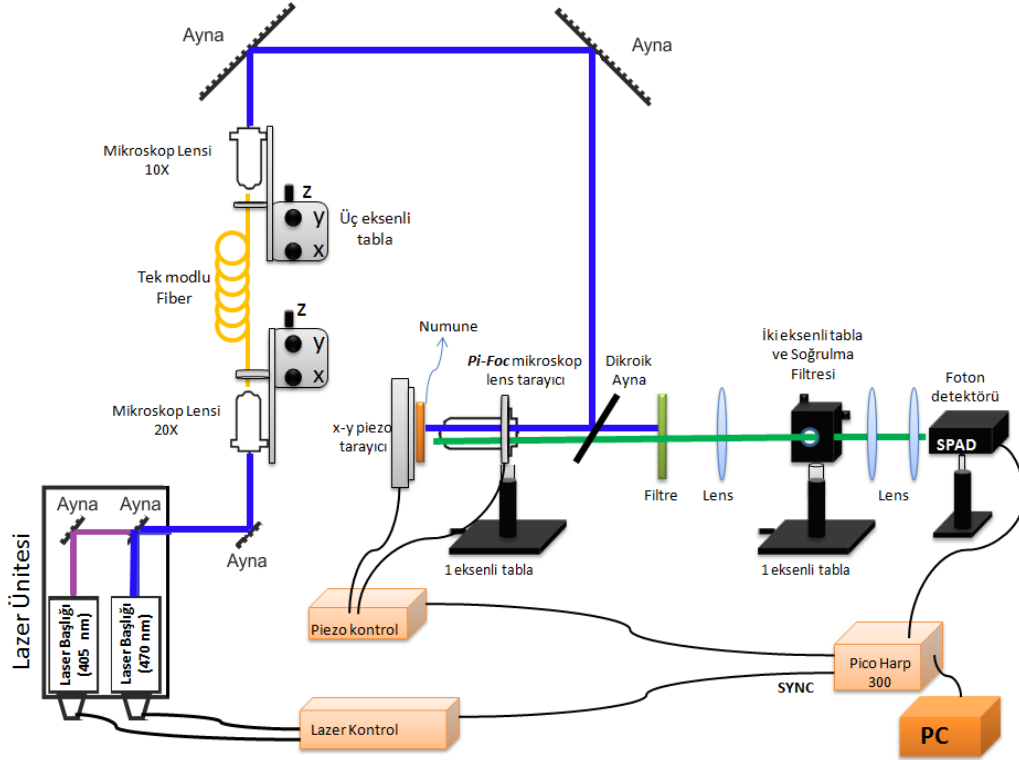 Ayna
Ayna
Mikroskop Lensi
10X
z
y
x
Üç eksenli
tabla
Tek modlu
Fiber
z
y
x
Mikroskop Lensi
20X
Numune
Pi-Foc mikroskop
lens tarayıcı
Dikroik
Ayna
İki eksenli tabla
ve Soğrulma
Filtresi
Foton
detektörü
x-y piezo
tarayıcı
SPAD
Filtre
Lens
Lens
Ayna
Ayna
Ayna
1 eksenli tabla
1 eksenli tabla
Lazer Ünitesi
Laser Başlığı
(405 nm)
Laser Başlığı
(470 nm)
Piezo kontrol
Pico Harp
300
SYNC
Lazer Kontrol
PC